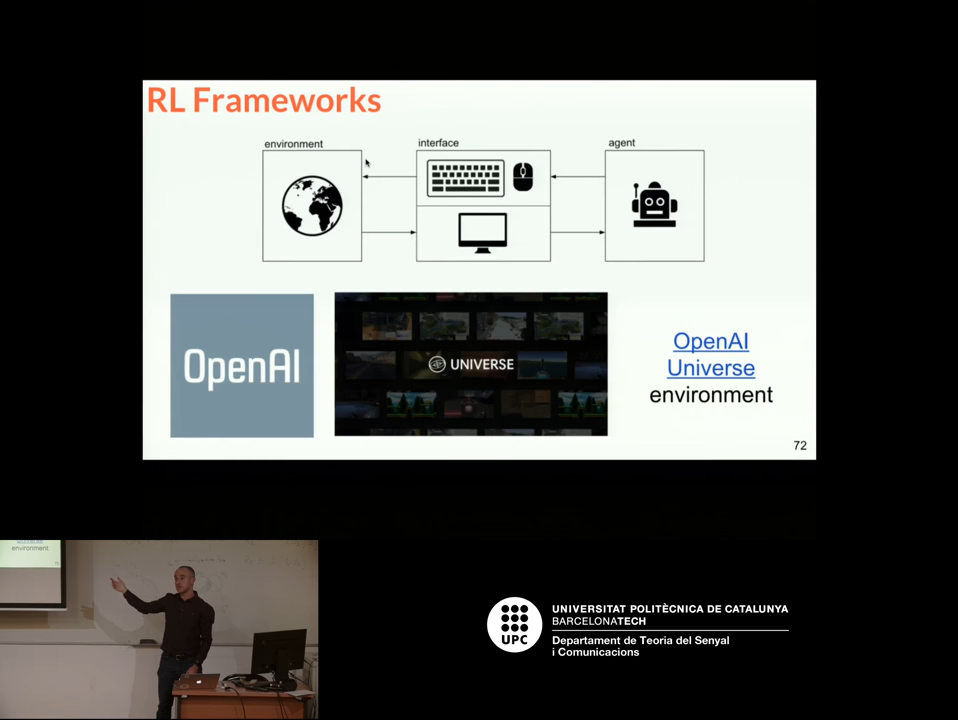 RL Frameworks
environment
interface
agent
OpenAI
UNIVERSE
OpenAI
Universe
environment
72
environment
UPC
UNIVERSITAT POLITÈCNICA DE CATALUNYA
BARCELONATECH
Departament de Teoria del Senyal
i Comunicacions